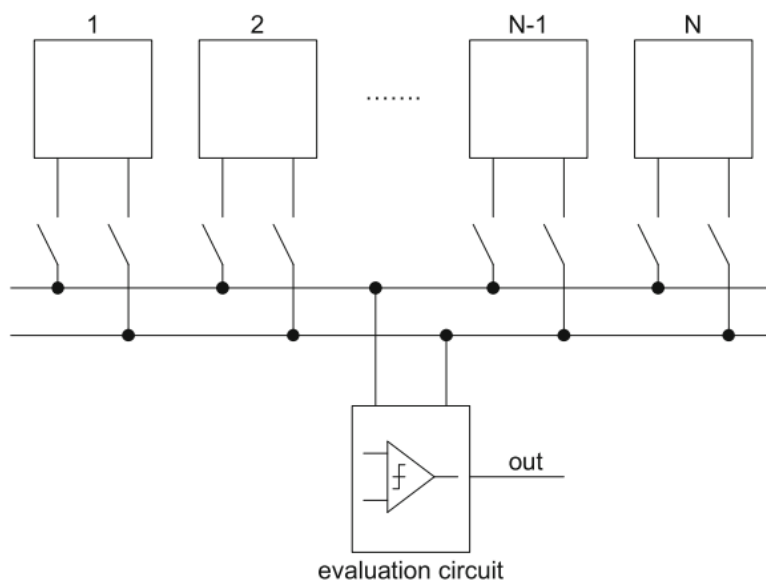 1 2 N-1 N
.......
out
evaluation circuit